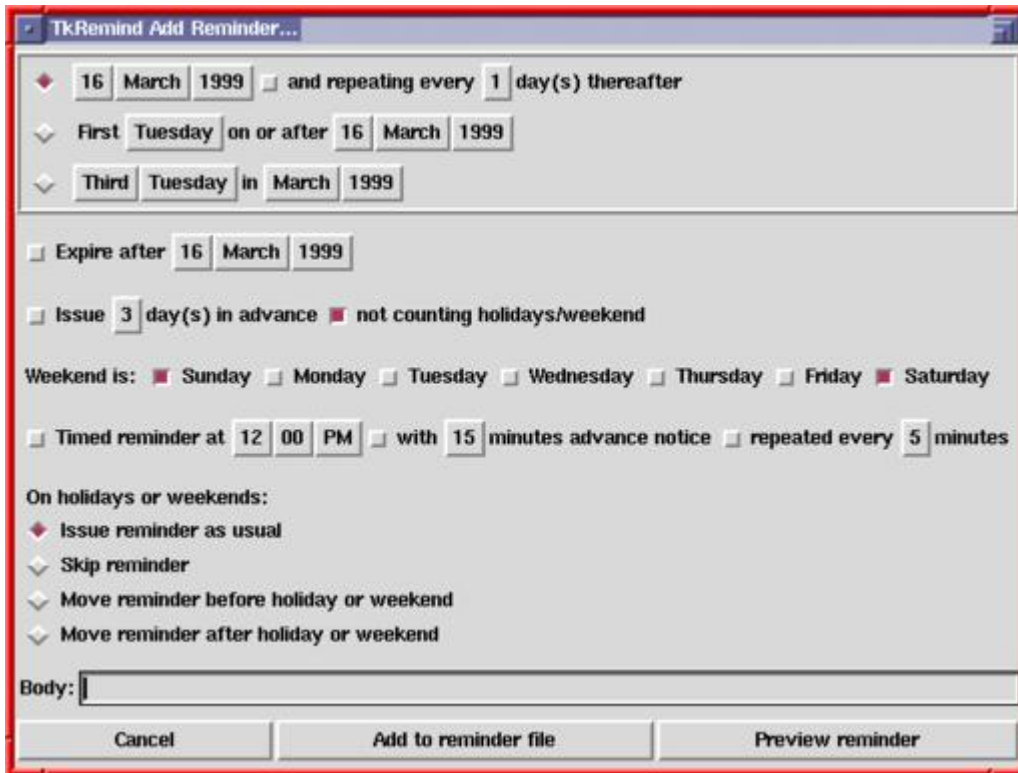 TkRemind Add Reminder...
16 March 1999 and repeating every 1 day(s) thereafter
First Tuesday on or after 16 March 1999
Third Tuesday in March 1999
Expire after 16 March 1999
Issue 3 day(s) in advance not counting holidays/weekend
Weekend is: Sunday Monday Tuesday Wednesday Thursday Friday Saturday
Timed reminder at 12 00 PM with 15 minutes advance notice repeated every 5 minutes
On holidays or weekends:
Issue reminder as usual
Skip reminder
Move reminder before holiday or weekend
Move reminder after holiday or weekend
Body:
Cancel Add to reminder file Preview reminder